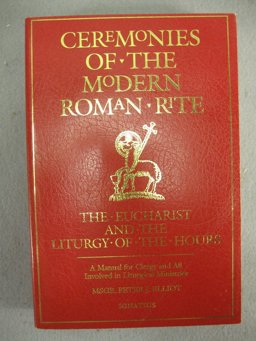 CEREMONIES
OF·THE
MODERN
ROMAN·RITE
THE·EUCHARIST
AND·THE
LITURGY·OF·THE·HOURS
A Manual for Clergy and All
Involved in Liturgical Ministries
MSGR. PETER J. ELLIOTT
IGNATIUS